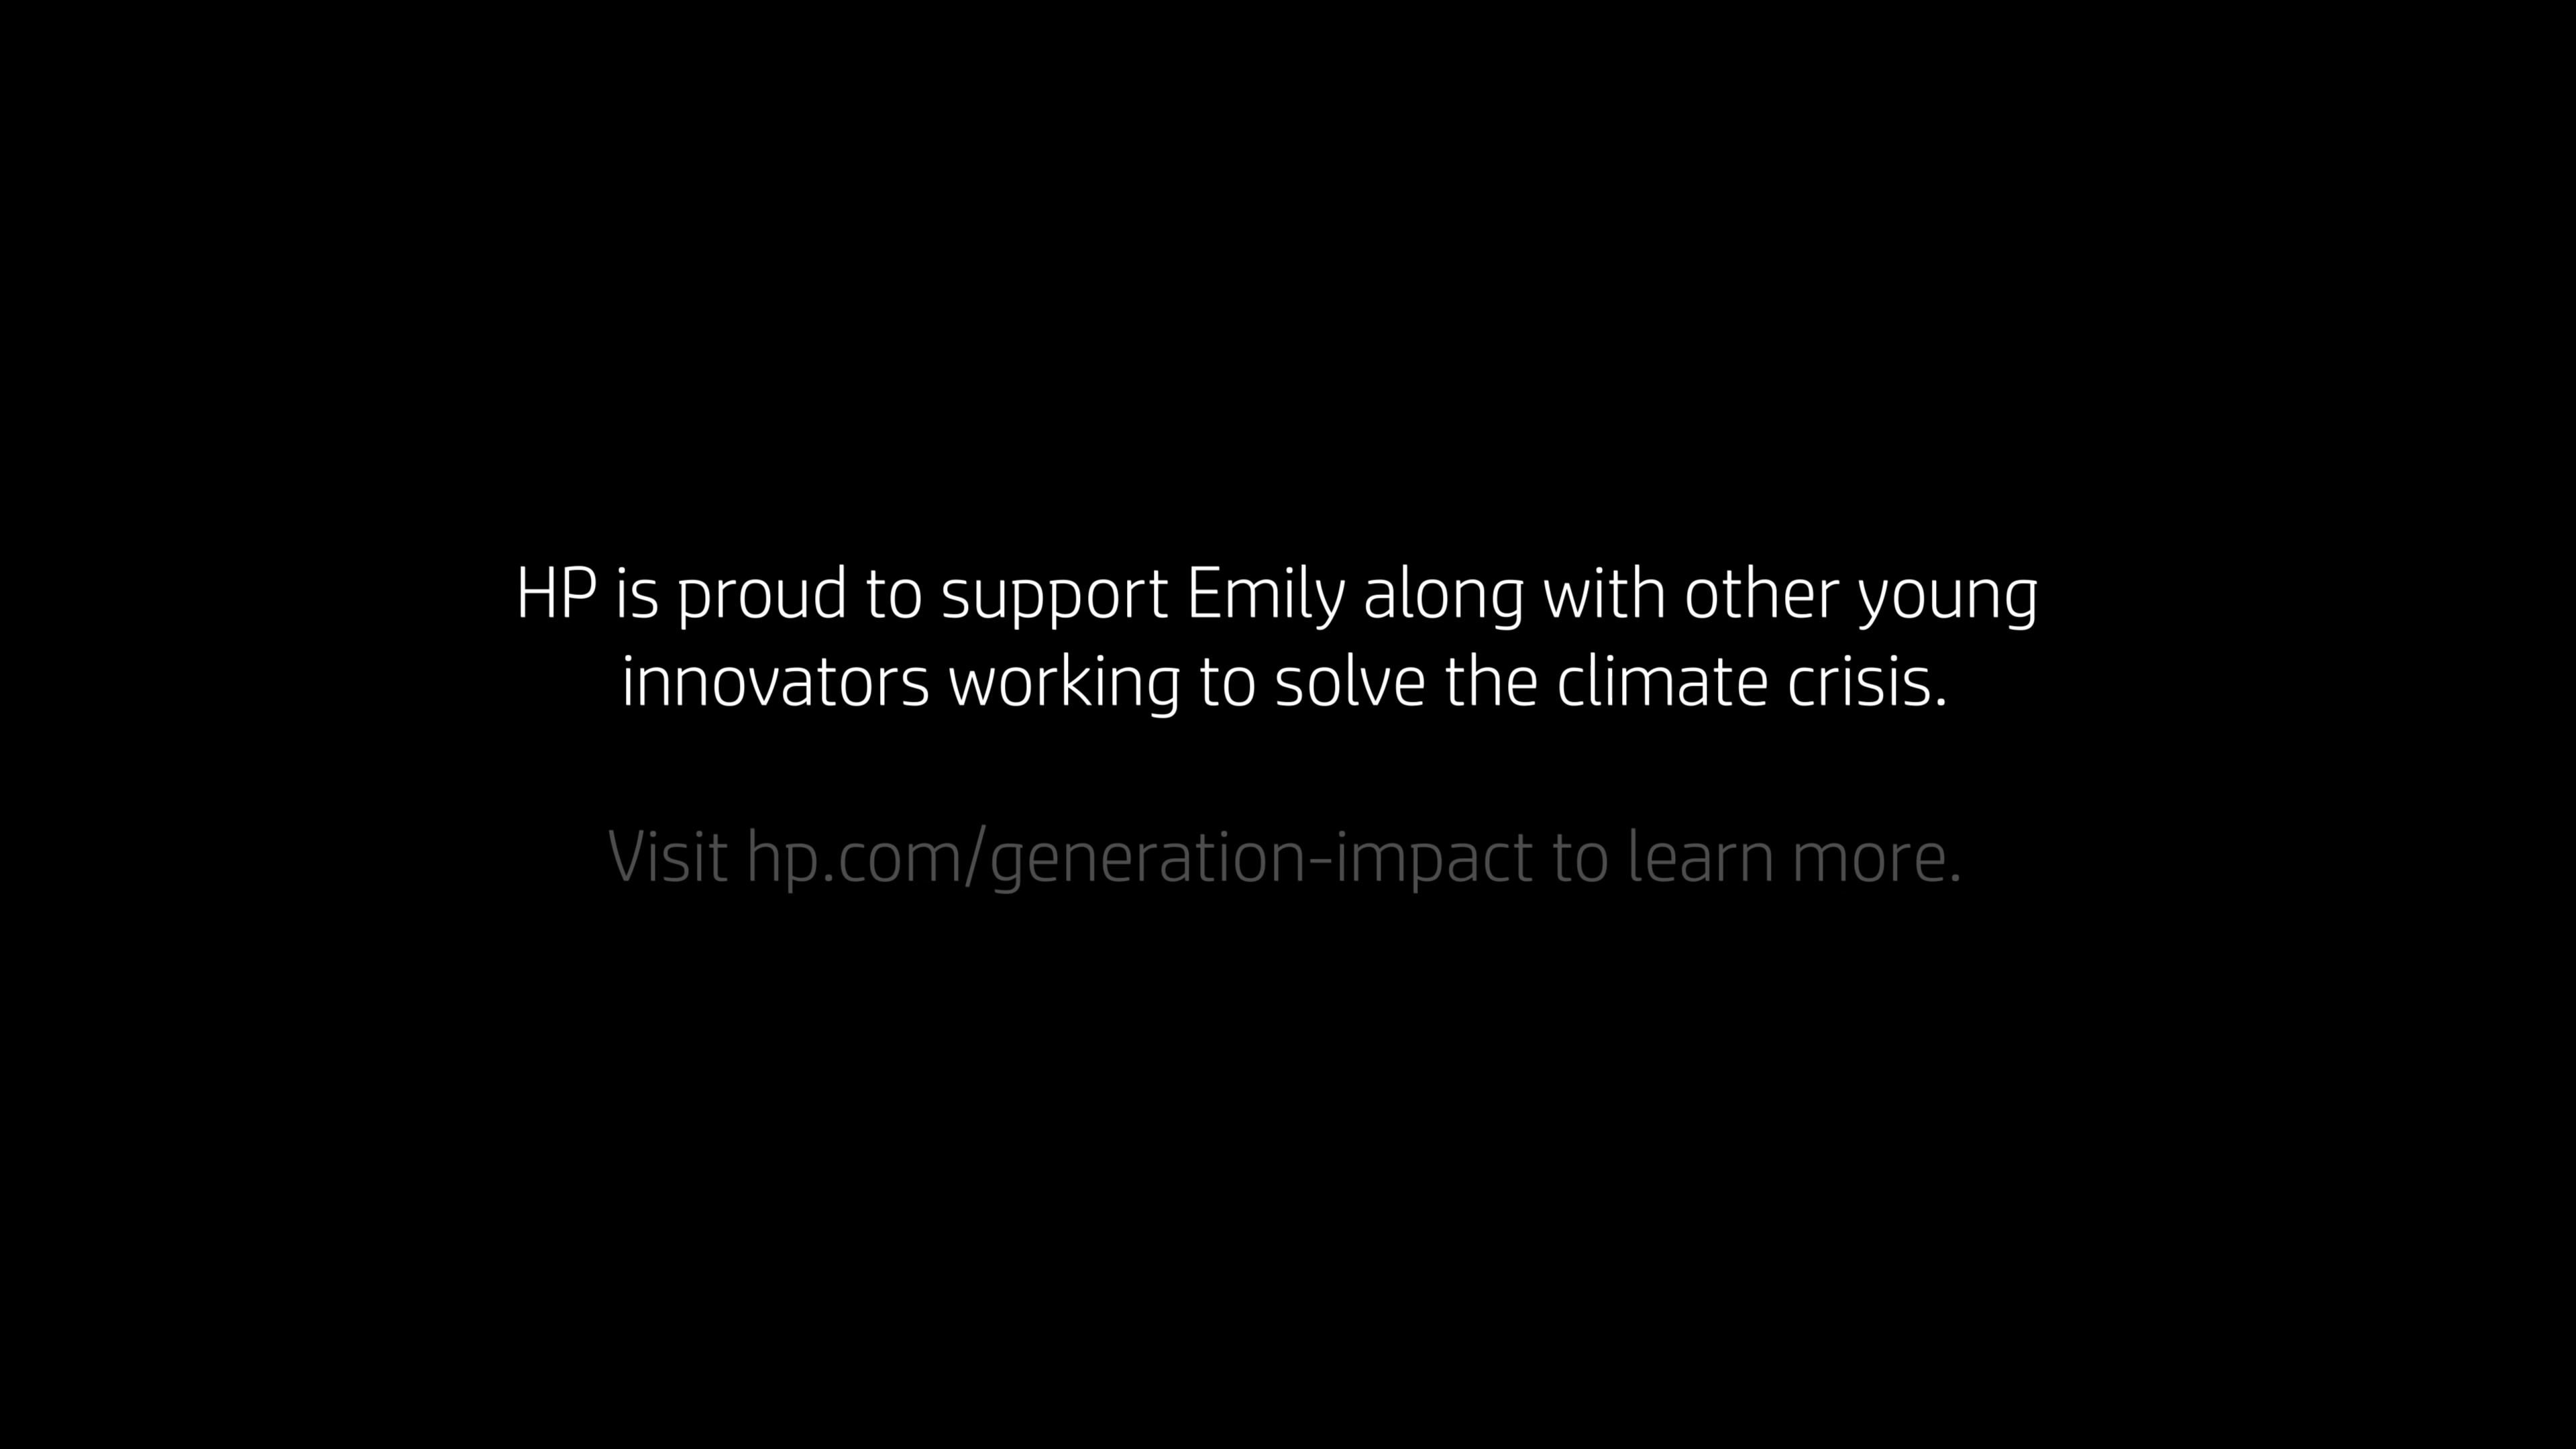 HP is proud to support Emily along with other young
innovators working to solve the climate crisis.
Visit hp.com/generation-impact to learn more.